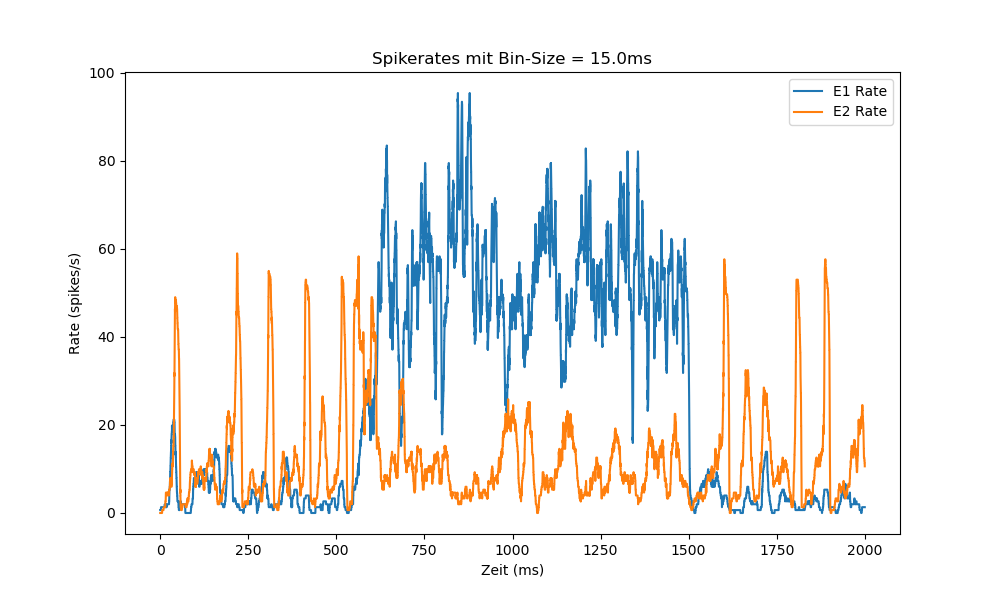 Spikerates mit Bin-Size = 15.0ms
100
80
60
40
20
0
Rate (spikes/s)
E1 Rate
E2 Rate
0 250 500 750 1000 1250 1500 1750 2000
Zeit (ms)